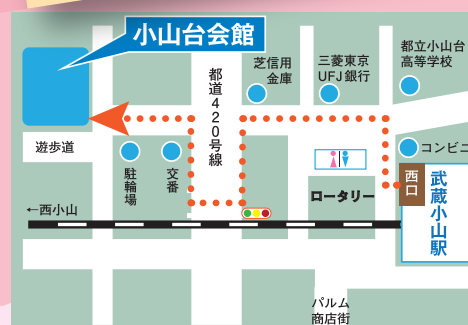 小山台会館
芝信用
金庫
三菱東京
UFJ銀行
都立小山台
高等学校
都道420号線
コンビニ
遊歩道
駐輪場
交番
西口
武蔵小山駅
ロータリー
←西小山
パルム
商店街